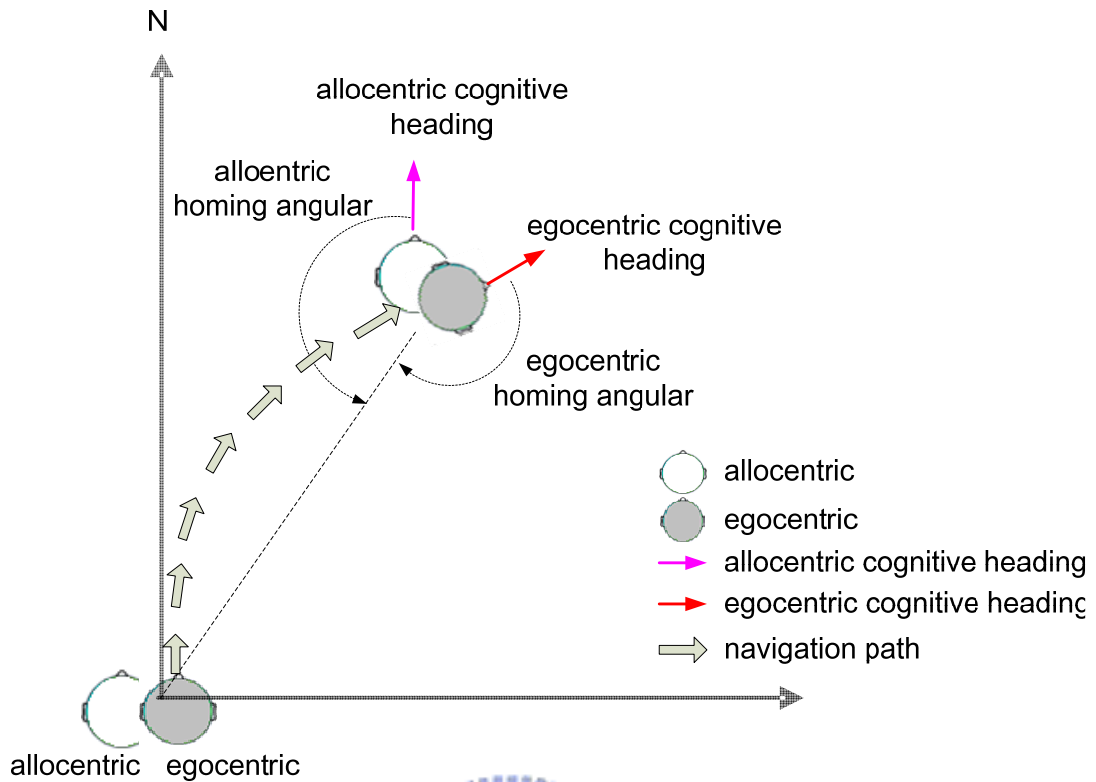 N
allocentric cognitive
heading
alloentric
homing angular
egocentric cognitive
heading
egocentric
homing angular
allocentric
egocentric
allocentric cognitive heading
egocentric cognitive heading
navigation path
allocentric
egocentric